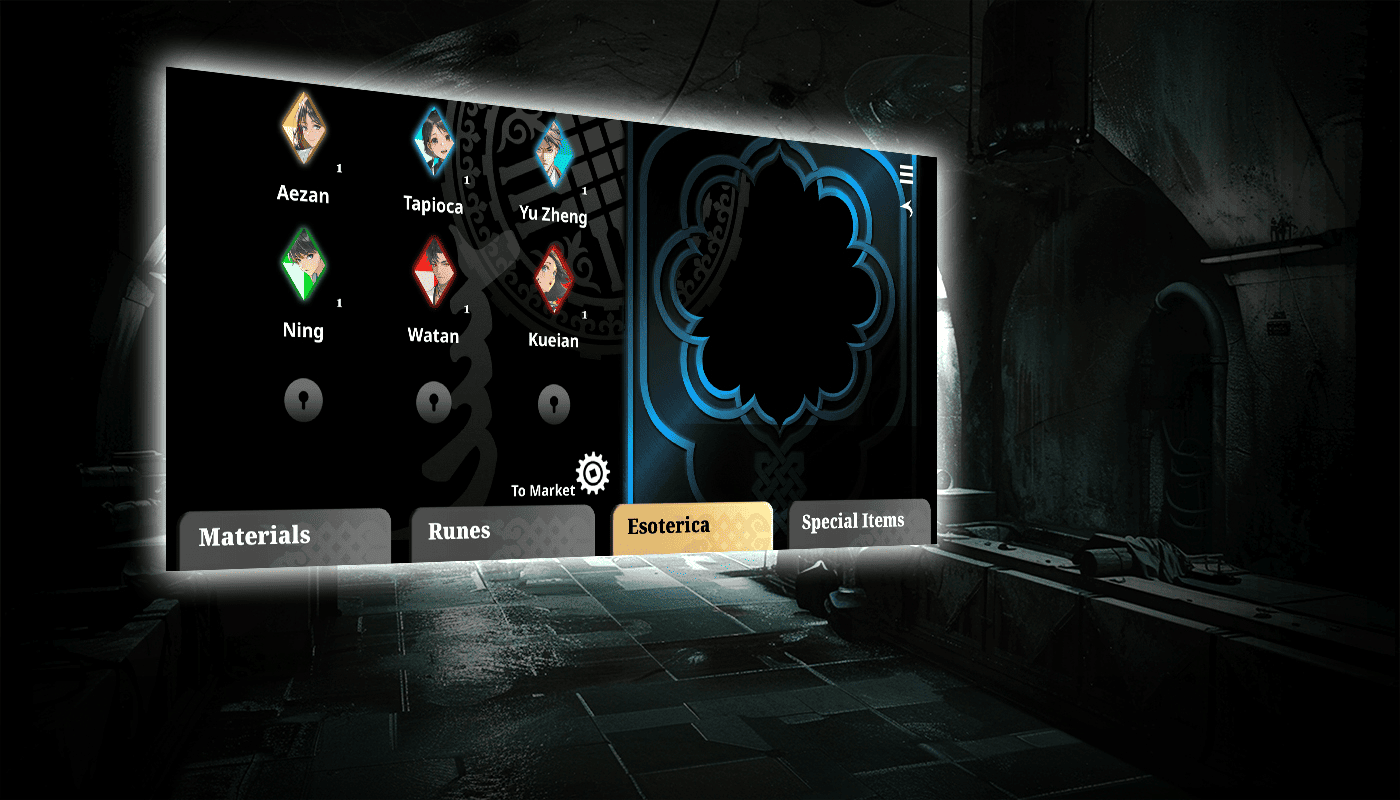 1
1
1
Aezan
Tapioca
Yu Zheng
1
1
1
Ning
Watan
Kueian
To Market
Materials
Runes
Esoterica
Special Items